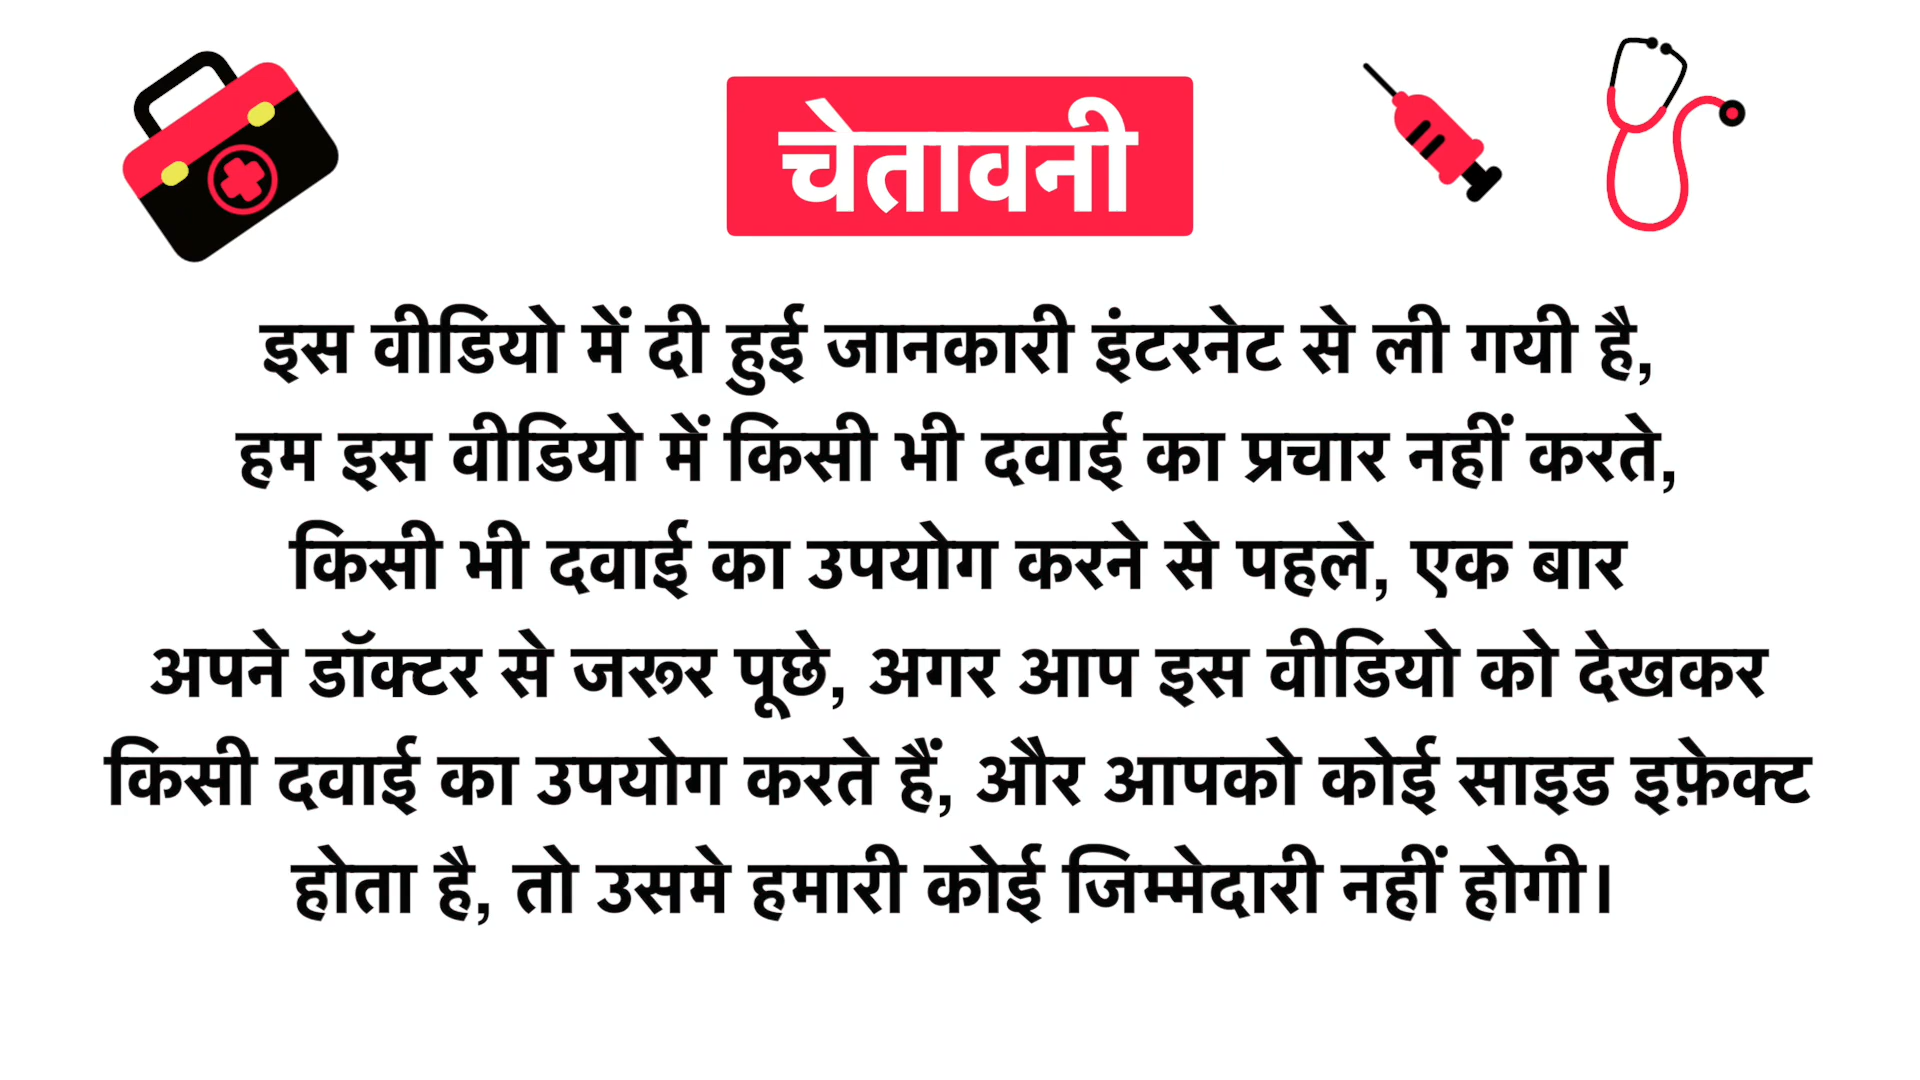 चेतावनी
इस वीडियो में दी हुई जानकारी इंटरनेट से ली गयी है,
हम इस वीडियो में किसी भी दवाई का प्रचार नहीं करते,
किसी भी दवाई का उपयोग करने से पहले, एक बार
अपने डॉक्टर से जरूर पूछे, अगर आप इस वीडियो को देखकर
किसी दवाई का उपयोग करते हैं, और आपको कोई साइड इफ़ेक्ट
होता है, तो उसमे हमारी कोई जिम्मेदारी नहीं होगी।